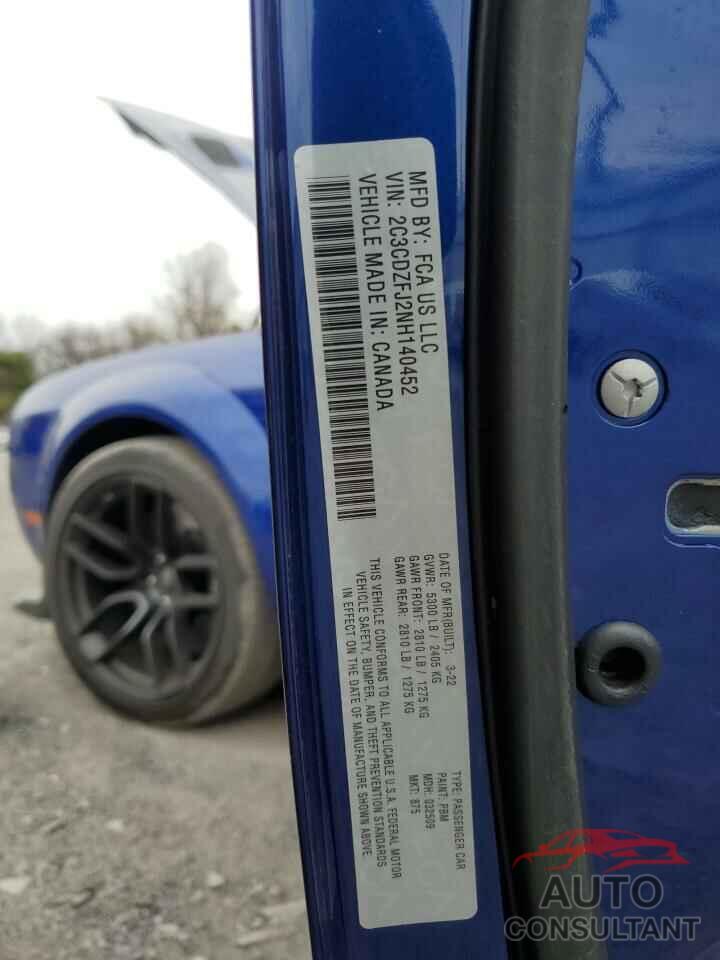 MFD BY: FCA US LLC
VIN: 2C3CDZFJ2NH140452
VEHICLE MADE IN: CANADA
DATE OF MFR(BUILT): 3-22
GVWR: 5300 LB / 2405 KG
GAWR FRONT: 2810 LB / 1275 KG
GAWR REAR: 2810 LB / 1275 KG
THIS VEHICLE CONFORMS TO ALL APPLICABLE U.S.A. FEDERAL MOTOR
VEHICLE SAFETY, BUMPER, AND THEFT PREVENTION STANDARDS
IN EFFECT ON THE DATE OF MANUFACTURE SHOWN ABOVE.
TYPE: PASSENGER CAR
PAINT: PBM
MDH: 032509
MKT: B75
AUTO
CONSULTANT